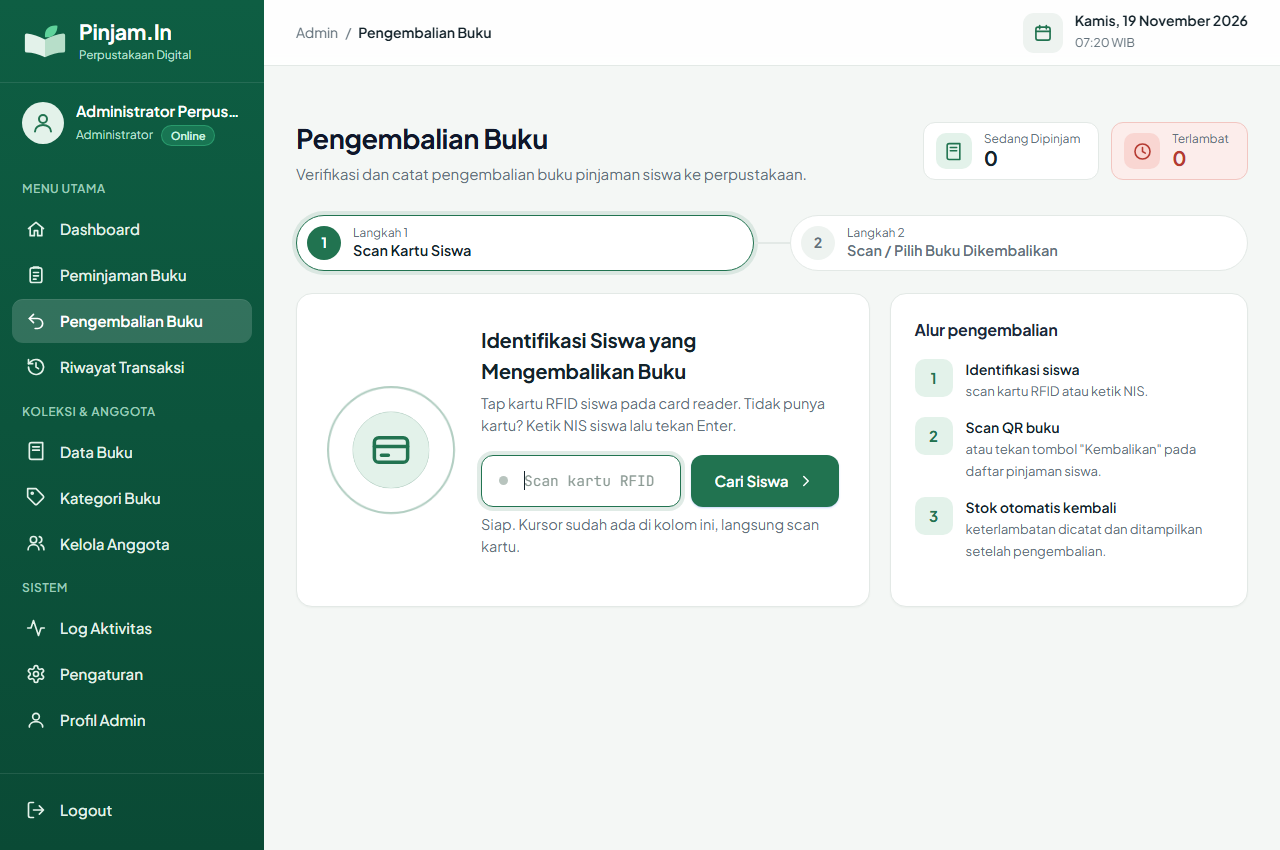 Pinjam.In
Perpustakaan Digital
Administrator Perpus...
Administrator
Online
MENU UTAMA
Dashboard
Peminjaman Buku
Pengembalian Buku
Riwayat Transaksi
KOLEKSI & ANGGOTA
Data Buku
Kategori Buku
Kelola Anggota
SISTEM
Log Aktivitas
Pengaturan
Profil Admin
Logout
Admin / Pengembalian Buku
Kamis, 19 November 2026
07:20 WIB
Pengembalian Buku
Verifikasi dan catat pengembalian buku pinjaman siswa ke perpustakaan.
Sedang Dipinjam
0
Terlambat
0
1
Langkah 1
Scan Kartu Siswa
2
Langkah 2
Scan / Pilih Buku Dikembalikan
Identifikasi Siswa yang
Mengembalikan Buku
Tap kartu RFID siswa pada card reader. Tidak punya
kartu? Ketik NIS siswa lalu tekan Enter.
Scan kartu RFID
Cari Siswa
Siap. Kursor sudah ada di kolom ini, langsung scan
kartu.
Alur pengembalian
1
Identifikasi siswa
scan kartu RFID atau ketik NIS.
2
Scan QR buku
atau tekan tombol "Kembalikan" pada
daftar pinjaman siswa.
3
Stok otomatis kembali
keterlambatan dicatat dan ditampilkan
setelah pengembalian.